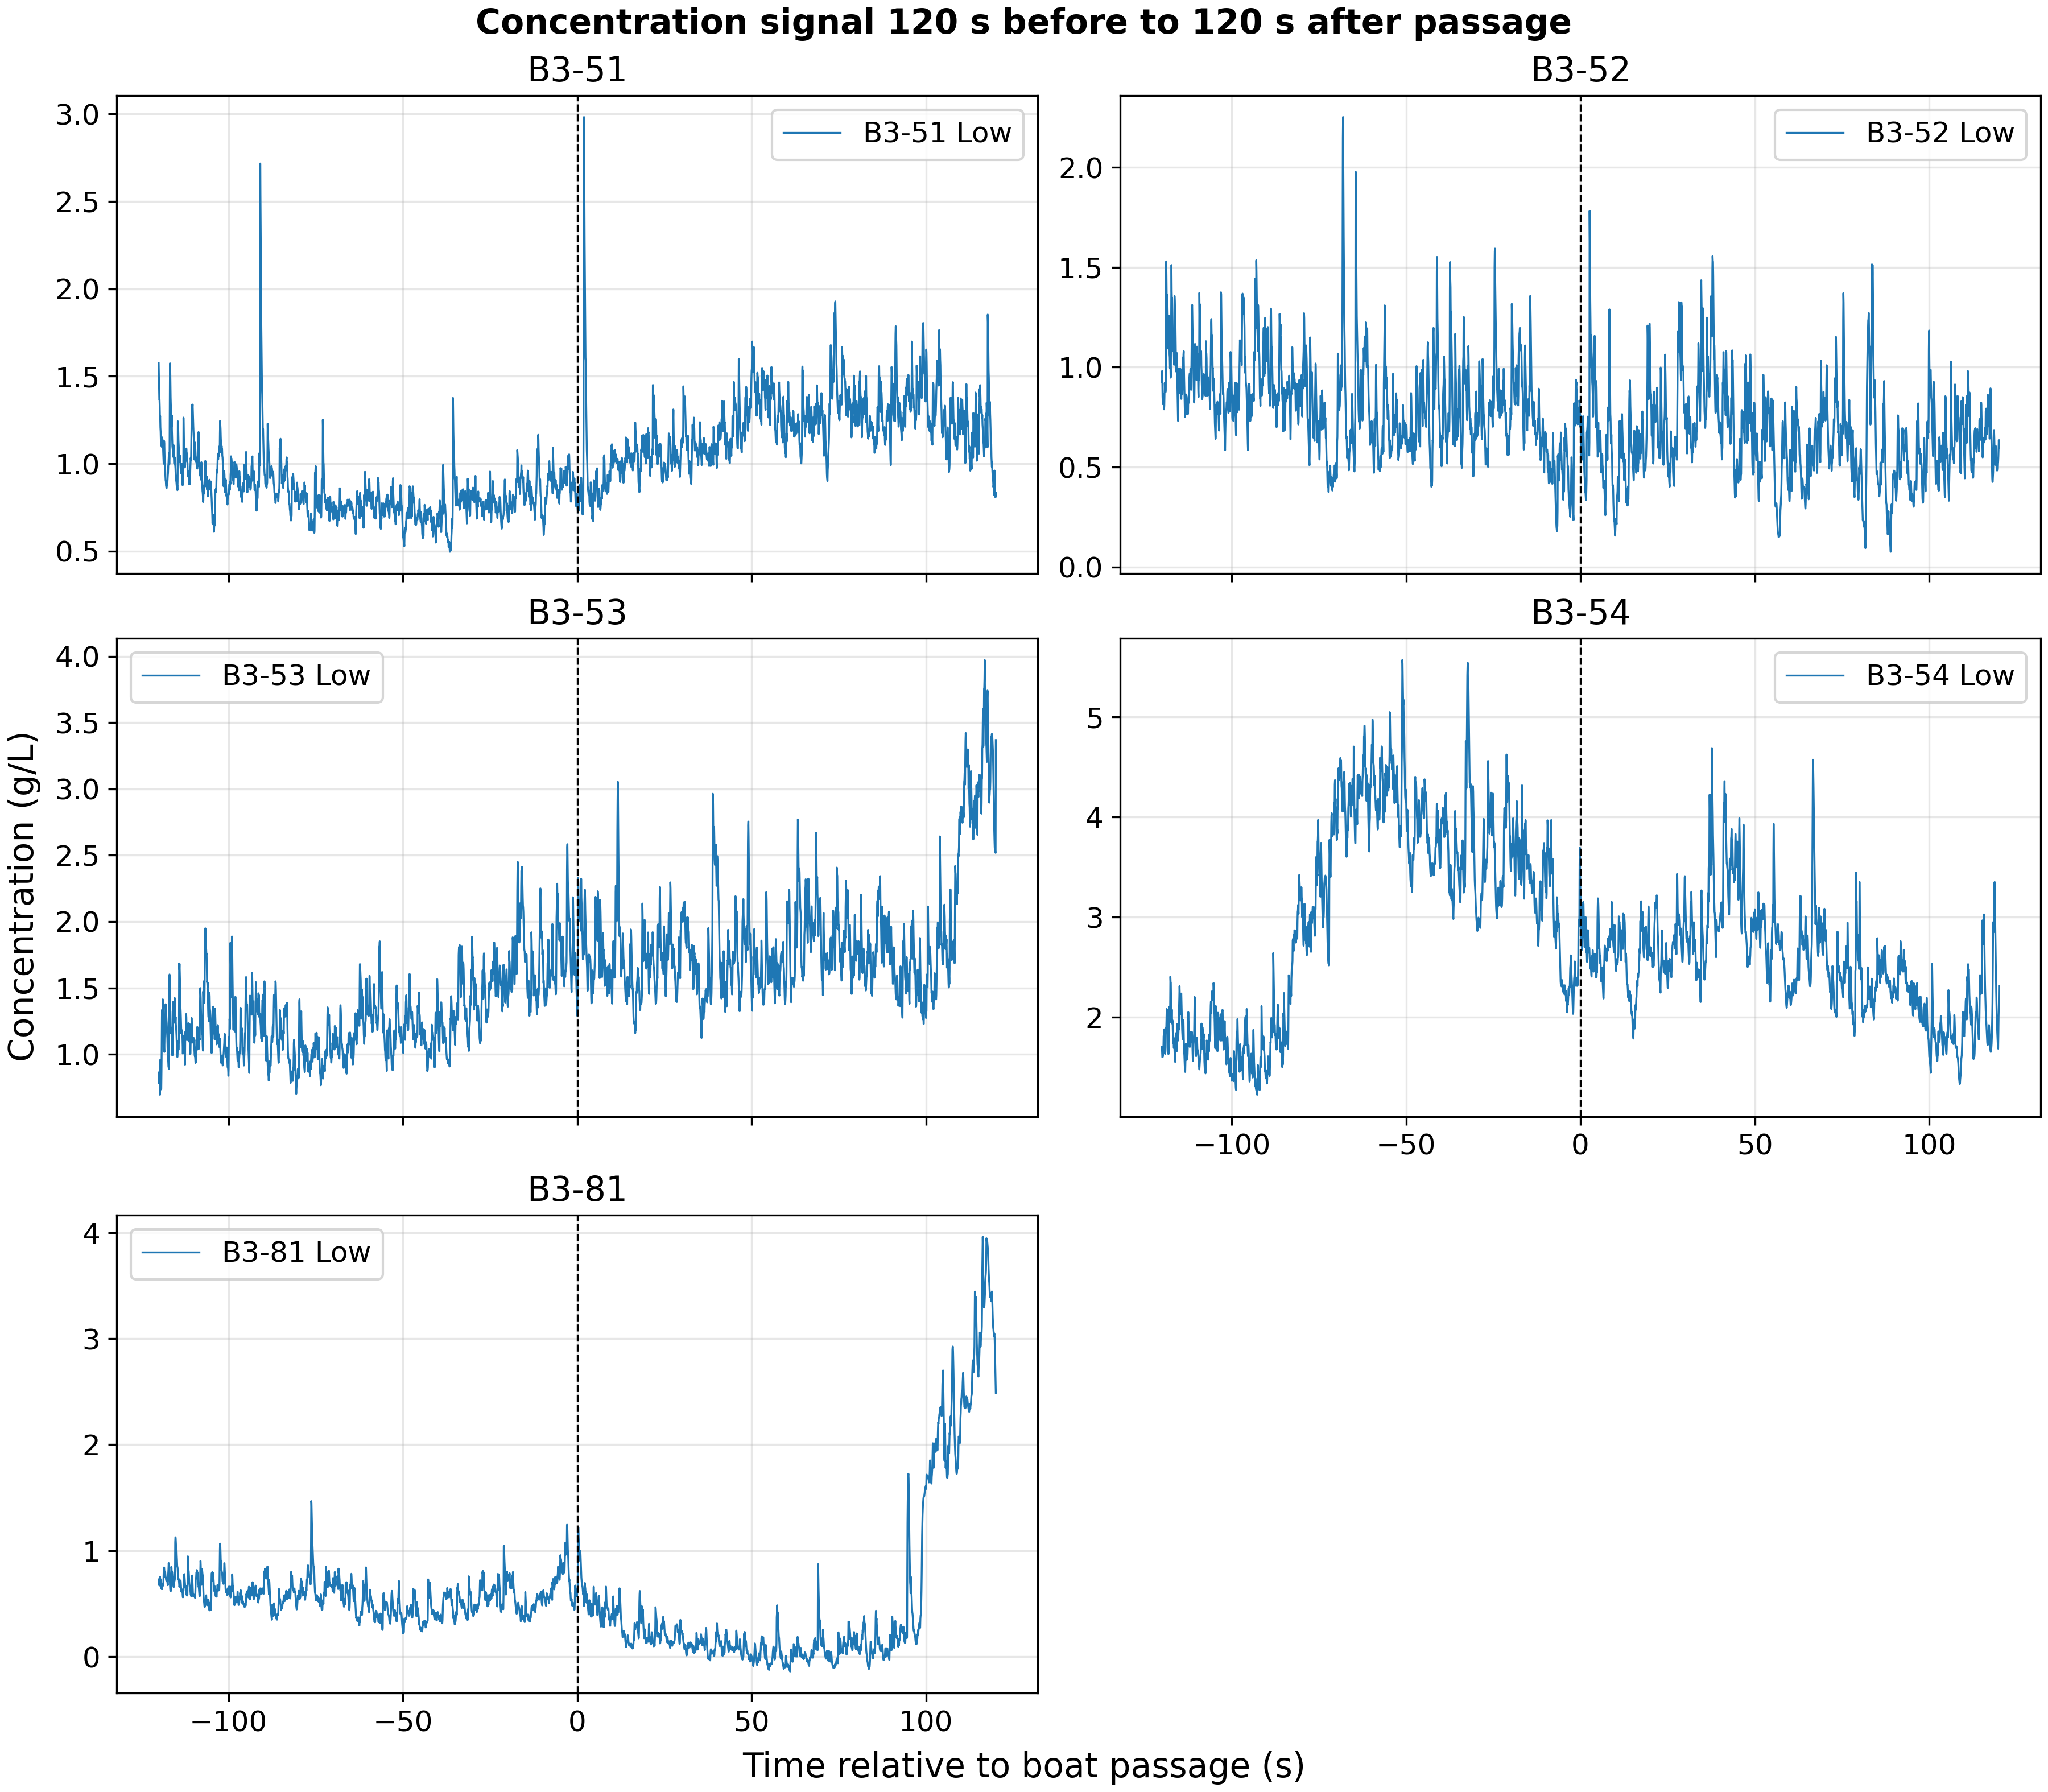 Concentration signal 120 s before to 120 s after passage
B3-51
B3-51 Low
3.0
2.5
2.0
1.5
1.0
0.5
B3-52
B3-52 Low
2.0
1.5
1.0
0.5
0.0
B3-53
B3-53 Low
4.0
3.5
3.0
2.5
2.0
1.5
1.0
B3-54
B3-54 Low
5
4
3
2
−100 −50 0 50 100
B3-81
B3-81 Low
4
3
2
1
0
−100 −50 0 50 100
Concentration (g/L)
Time relative to boat passage (s)